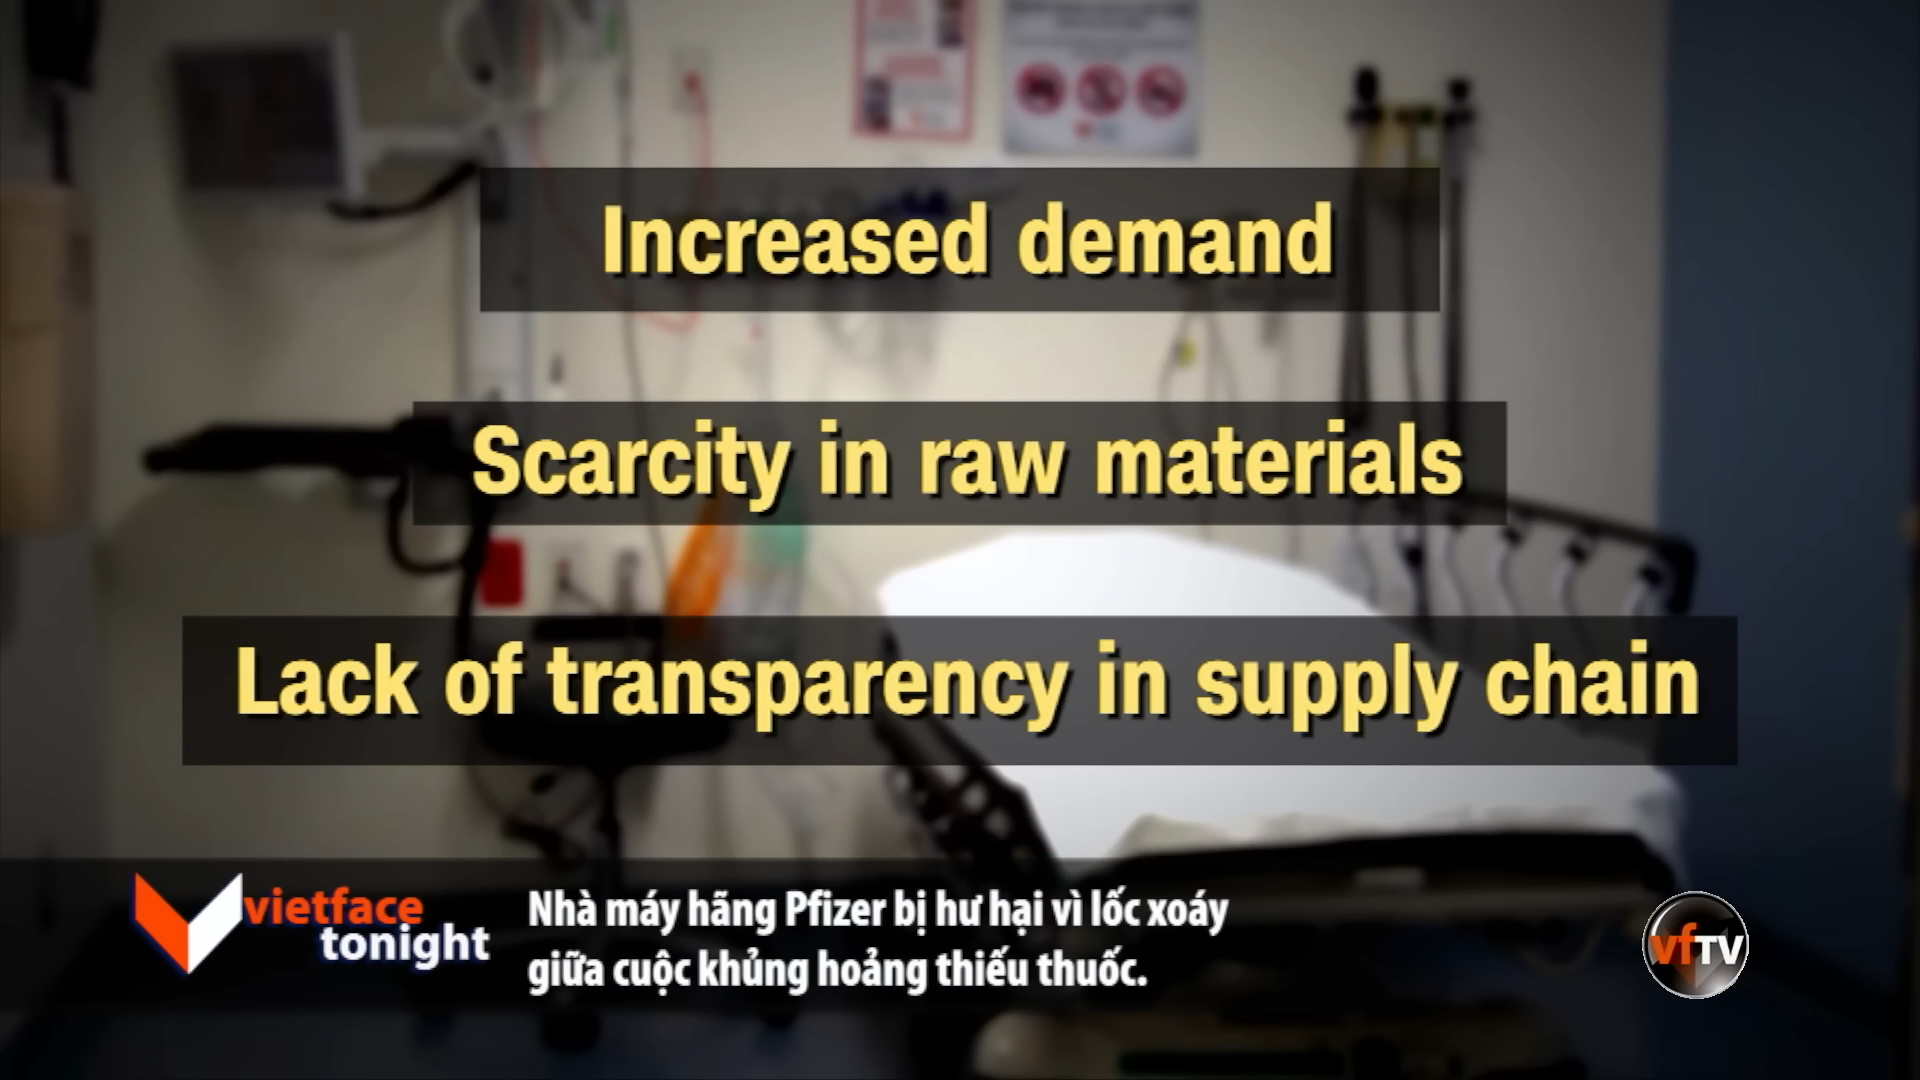 Increased demand
Scarcity in raw materials
Lack of transparency in supply chain
vietface
tonight
Nhà máy hãng Pfizer bị hư hại vì lốc xoáy
giữa cuộc khủng hoảng thiếu thuốc.
vfTV